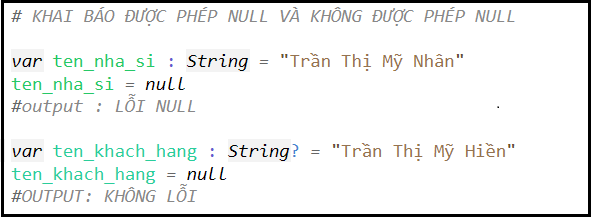 # KHAI BÁO ĐƯỢC PHÉP NULL VÀ KHÔNG ĐƯỢC PHÉP NULL
var ten_nha_si : String = "Trần Thị Mỹ Nhân"
ten_nha_si = null
#output : LỖI NULL
var ten_khach_hang : String? = "Trần Thị Mỹ Hiền"
ten_khach_hang = null
#OUTPUT: KHÔNG LỖI